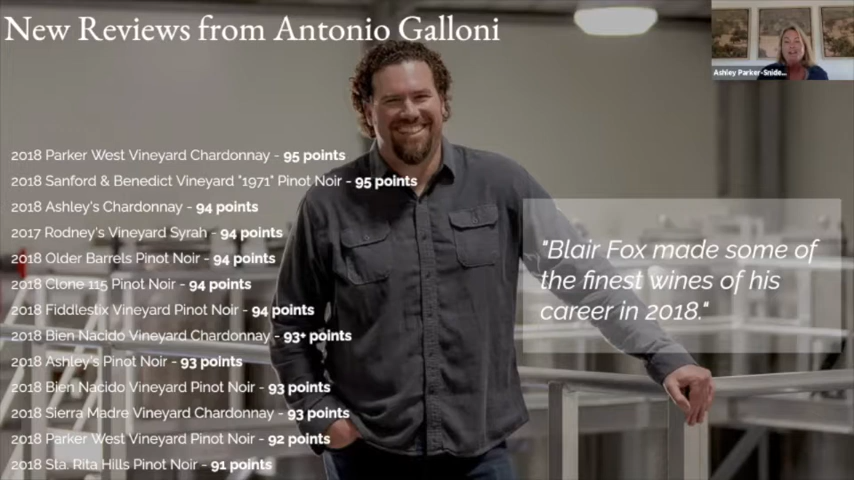 New Reviews from Antonio Galloni
Ashley Parker-Snide...
2018 Parker West Vineyard Chardonnay - 95 points
2018 Sanford & Benedict Vineyard "1971" Pinot Noir - 95 points
2018 Ashley's Chardonnay - 94 points
2017 Rodney's Vineyard Syrah - 94 points
2018 Older Barrels Pinot Noir - 94 points
2018 Clone 115 Pinot Noir - 94 points
2018 Fiddlestix Vineyard Pinot Noir - 94 points
2018 Bien Nacido Vineyard Chardonnay - 93+ points
2018 Ashley's Pinot Noir - 93 points
2018 Bien Nacido Vineyard Pinot Noir - 93 points
2018 Sierra Madre Vineyard Chardonnay - 93 points
2018 Parker West Vineyard Pinot Noir - 92 points
2018 Sta. Rita Hills Pinot Noir - 91 points
"Blair Fox made some of
the finest wines of his
career in 2018."